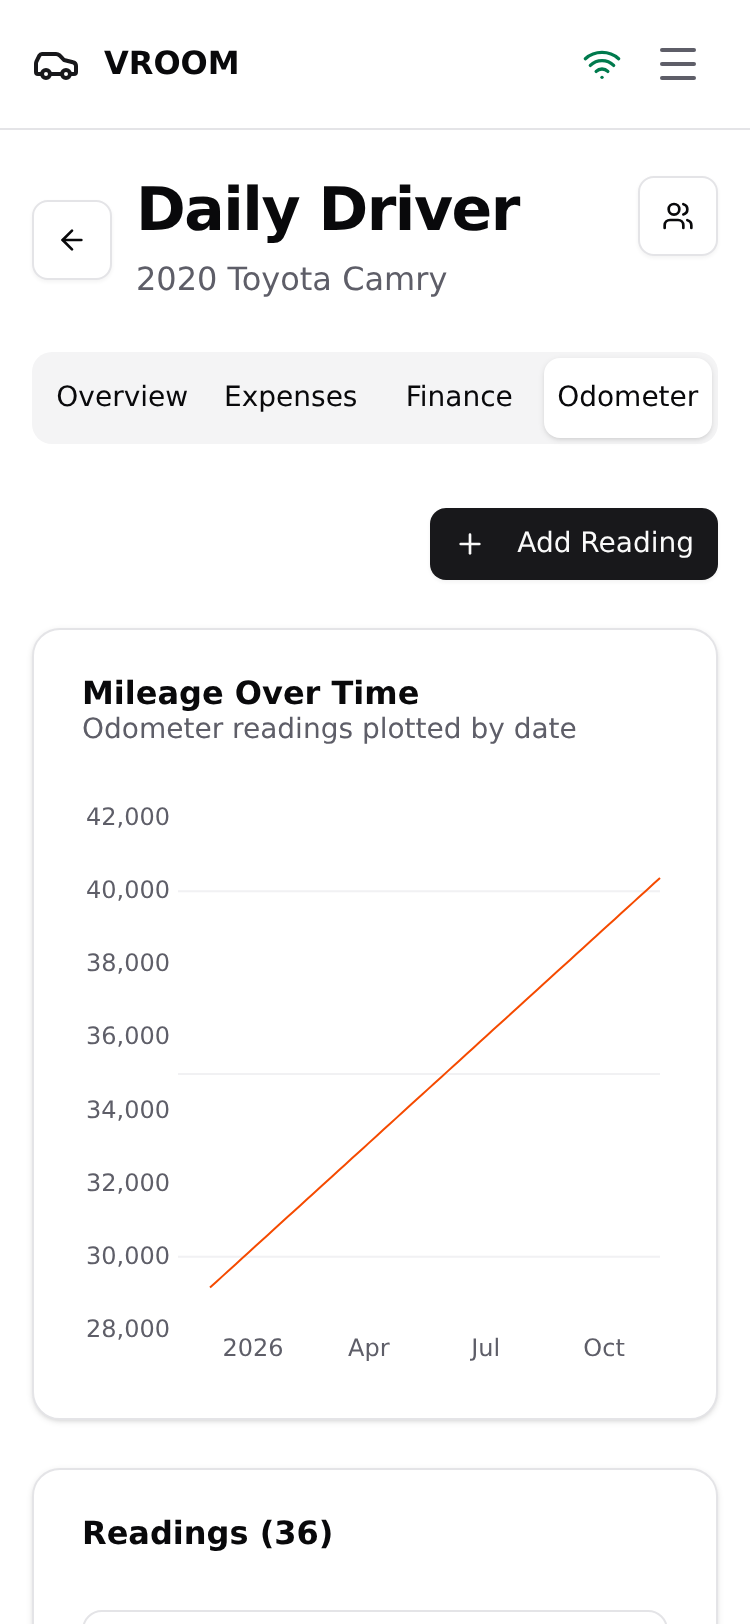 VROOM
Daily Driver
2020 Toyota Camry
Overview Expenses Finance Odometer
Add Reading
Mileage Over Time
Odometer readings plotted by date
42,000
40,000
38,000
36,000
34,000
32,000
30,000
28,000
2026 Apr Jul Oct
Readings (36)